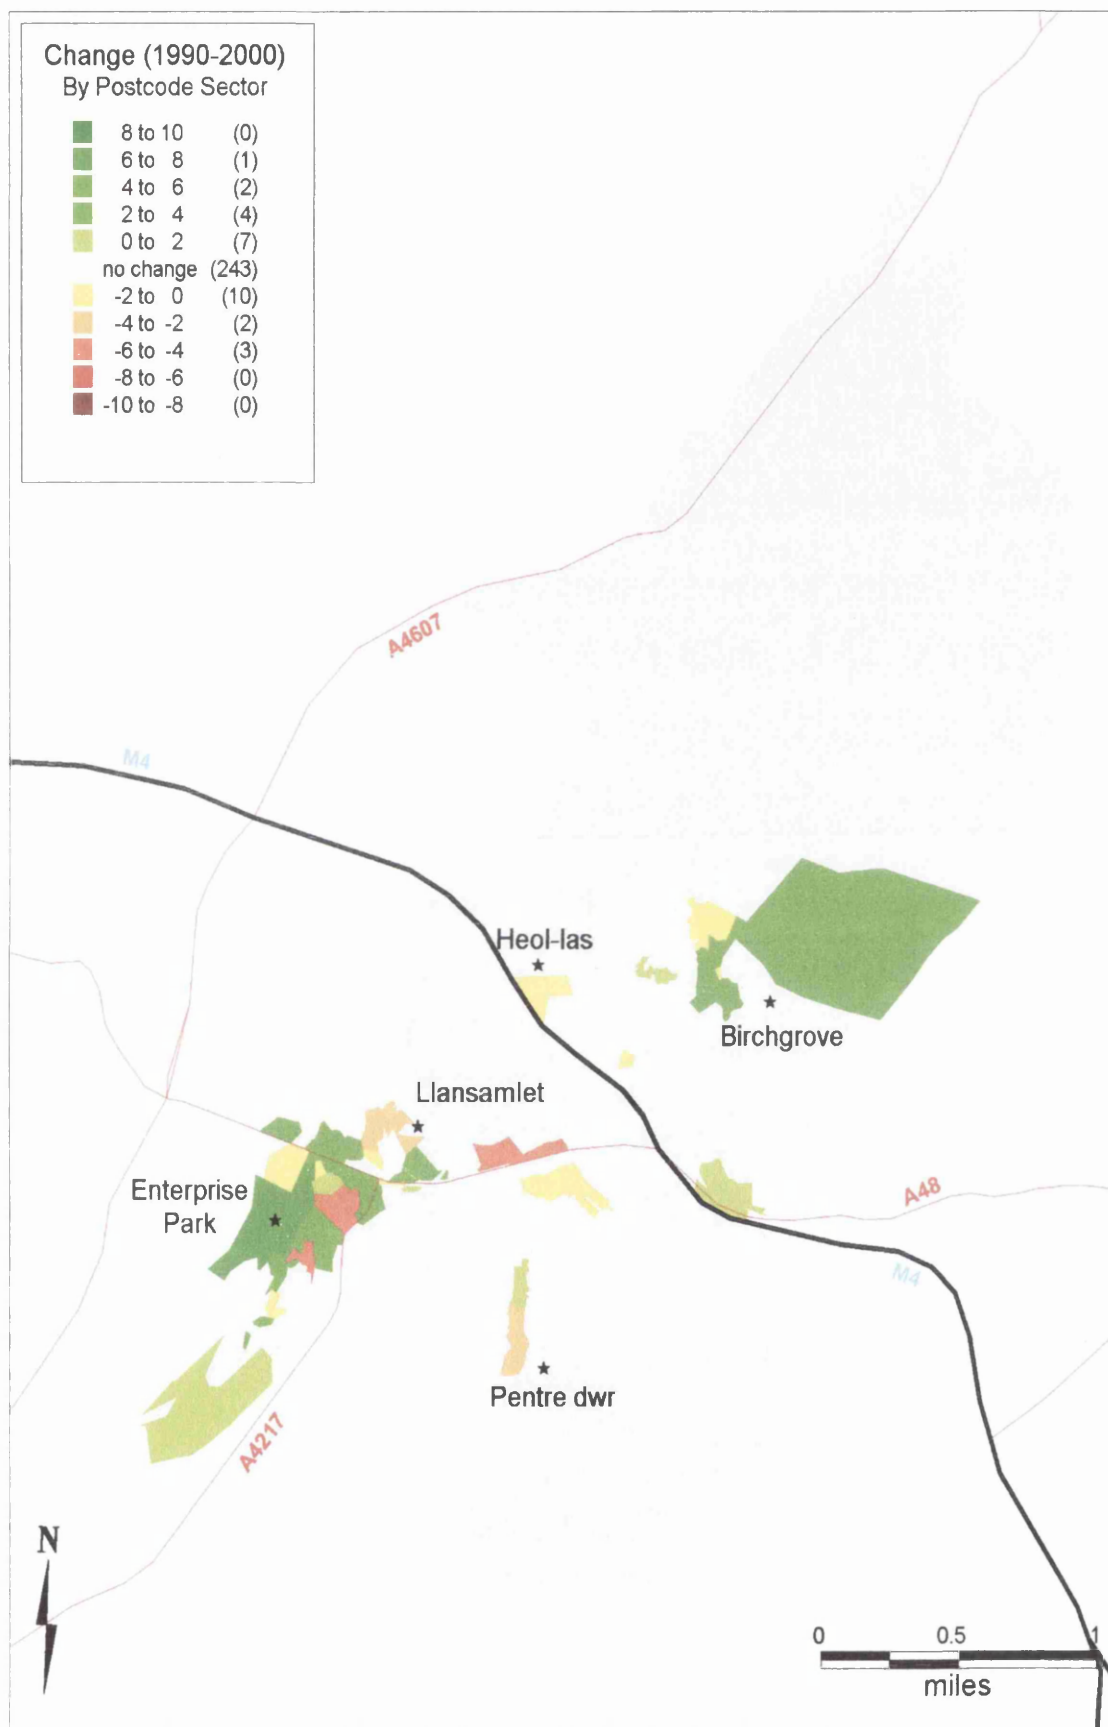 Change (1990-2000)
By Postcode Sector
8 to 10 (0)
6 to 8 (1)
4 to 6 (2)
2 to 4 (4)
0 to 2 (7)
no change (243)
-2 to 0 (10)
-4 to -2 (2)
-6 to -4 (3)
-8 to -6 (0)
-10 to -8 (0)
A4607
M4
Heol-las
Birchgrove
Llansamlet
Enterprise
Park
A48
M4
Pentre dwr
A4217
N
0 0.5 1
miles